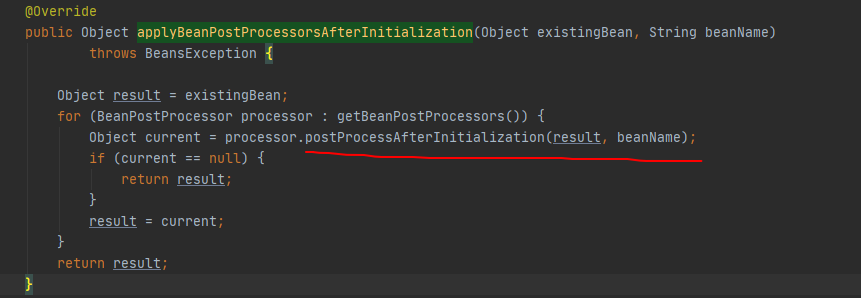 @Override
public Object applyBeanPostProcessorsAfterInitialization(Object existingBean, String beanName)
throws BeansException {
Object result = existingBean;
for (BeanPostProcessor processor : getBeanPostProcessors()) {
Object current = processor.postProcessAfterInitialization(result, beanName);
if (current == null) {
return result;
}
result = current;
}
return result;
}